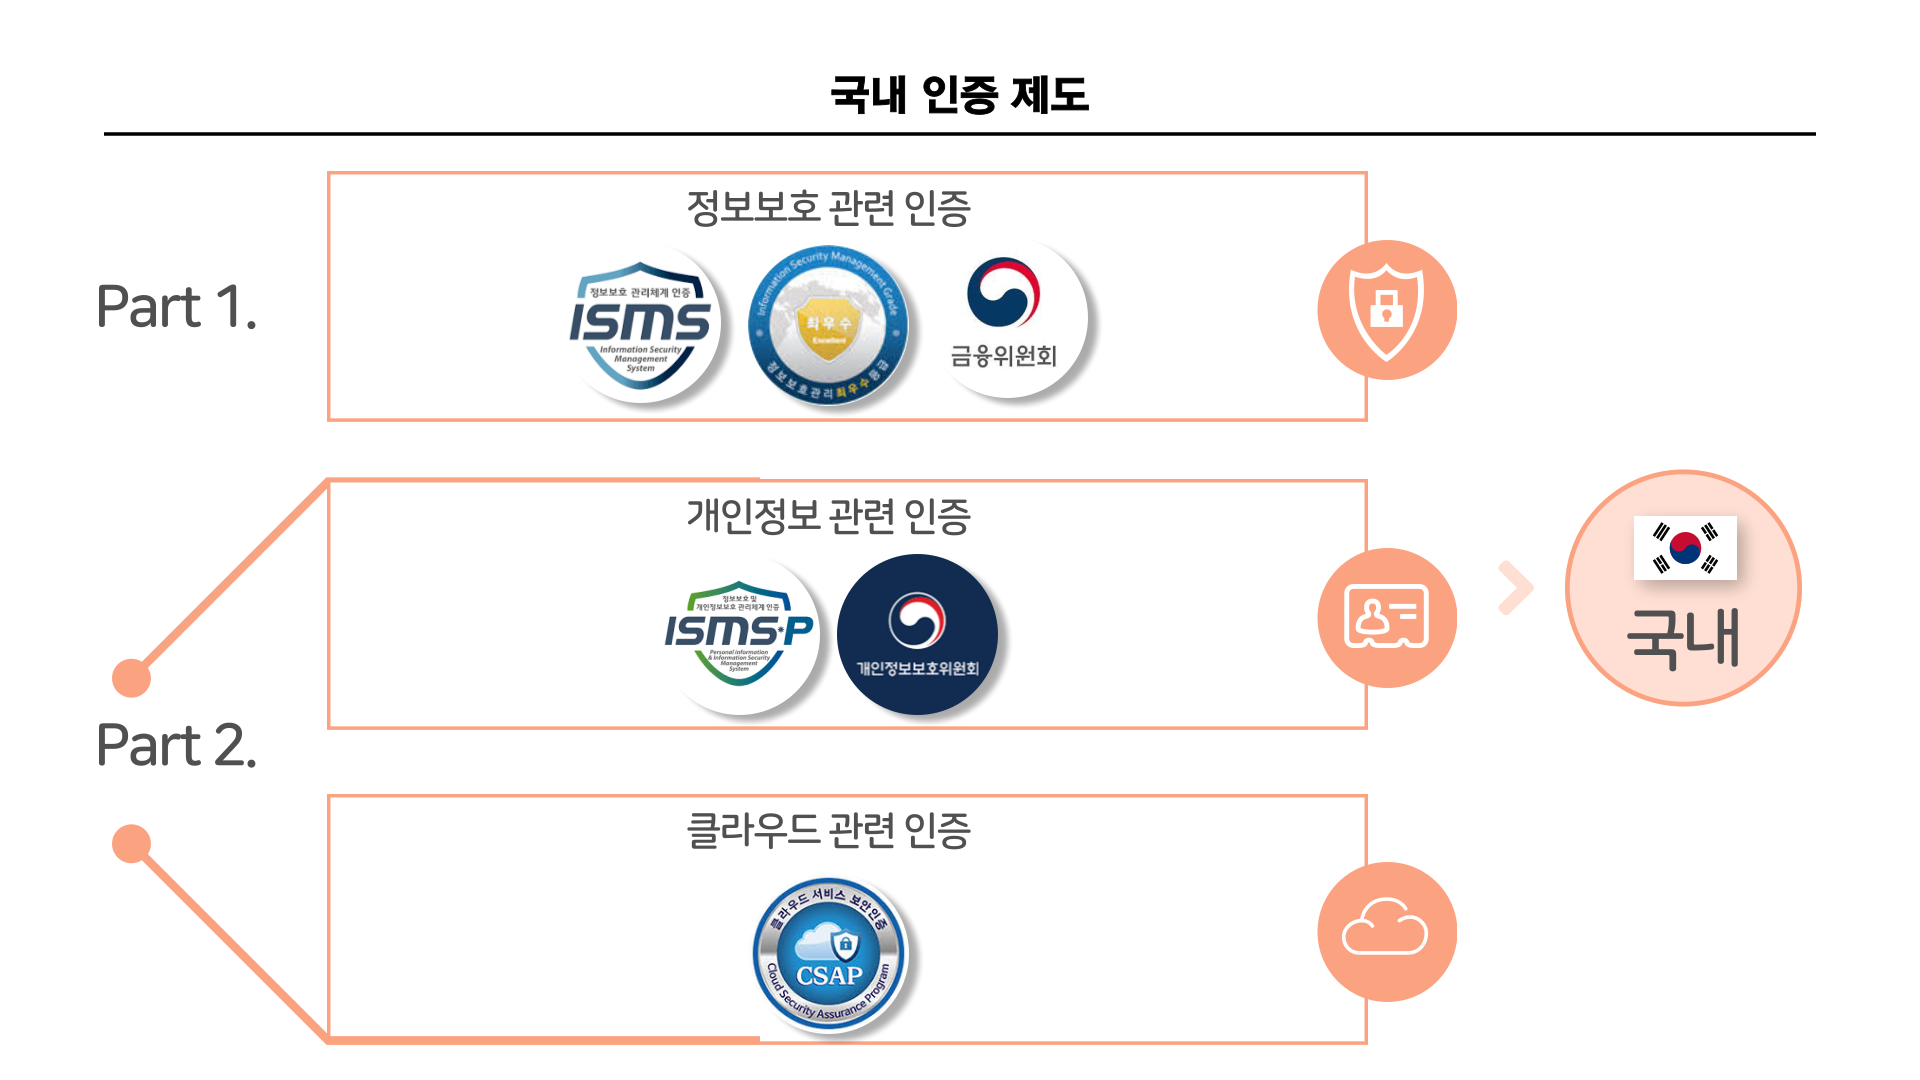 국내 인증 제도
Part 1.
정보보호 관련 인증
정보보호 관리체계 인증
ISMS
Information Security
Management
System
Information Security Management Grade
최우수
Excellent
정보보호관리최우수등급
금융위원회
Part 2.
개인정보 관련 인증
정보보호 및
개인정보보호 관리체계 인증
ISMS-P
Personal information
& Information Security
Management
System
개인정보보호위원회
국내
클라우드 관련 인증
클라우드 서비스 보안인증
CSAP
Cloud Security Assurance Program